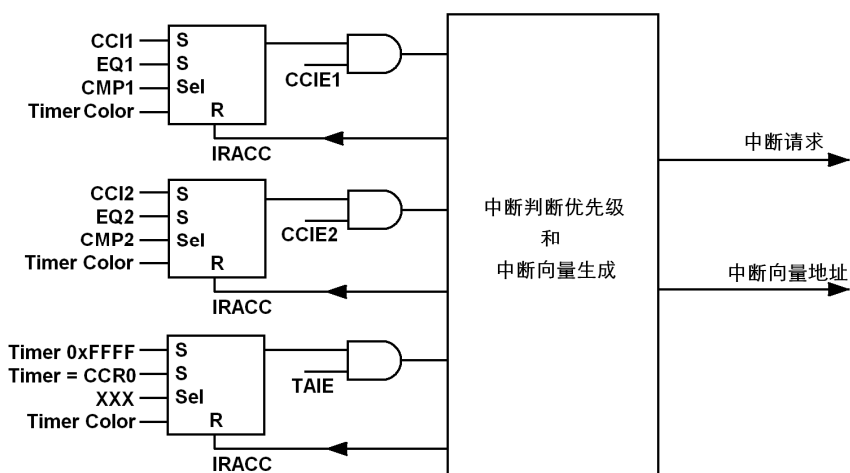 CCI1
EQ1
CMP1
Timer Color
S
S
Sel
R
CCIE1
IRACC
CCI2
EQ2
CMP2
Timer Color
S
S
Sel
R
CCIE2
IRACC
Timer 0xFFFF
Timer = CCR0
XXX
Timer Color
S
S
Sel
R
TAIE
IRACC
中断判断优先级
和
中断向量生成
中断请求
中断向量地址